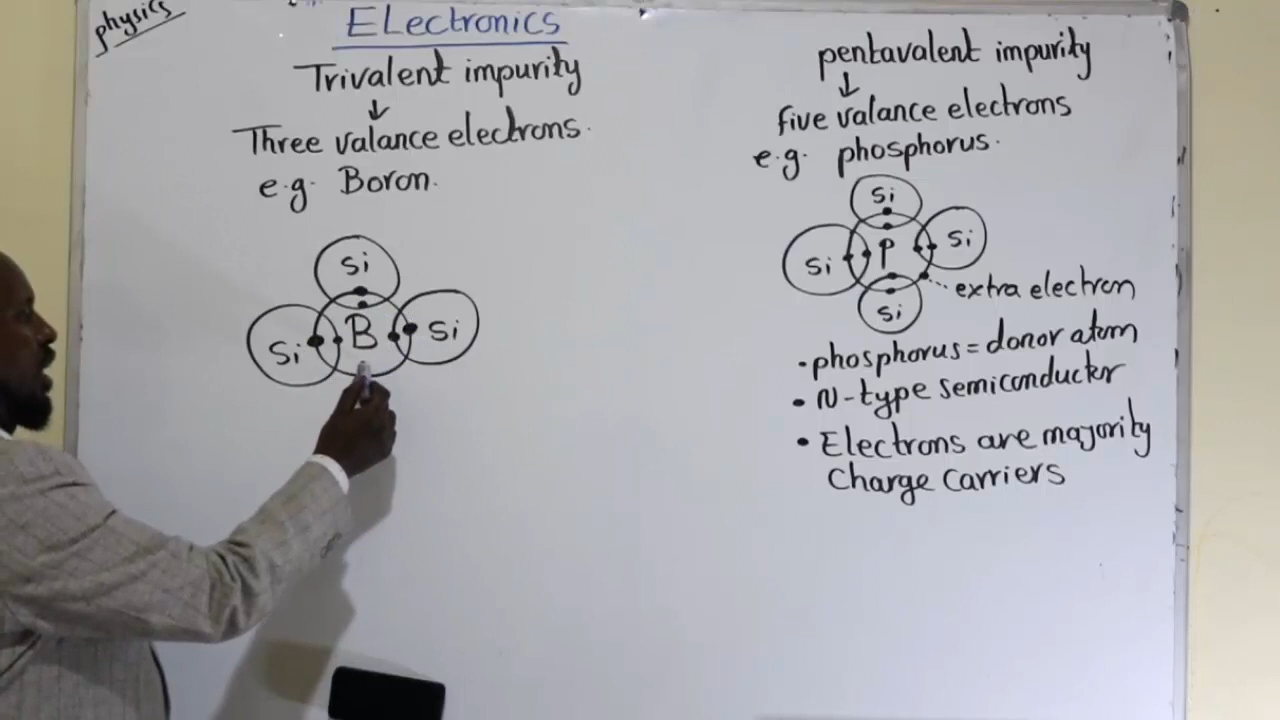 physics
ELectronics
Trivalent impurity
↓
Three valance electrons.
e.g. Boron.
Si
Si B Si
pentavalent impurity
↓
five valance electrons
e.g. phosphorus.
Si
Si P Si
Si
extra electron
• phosphorus = donor atom
• N-type semiconductor
• Electrons are majority
Charge Carriers